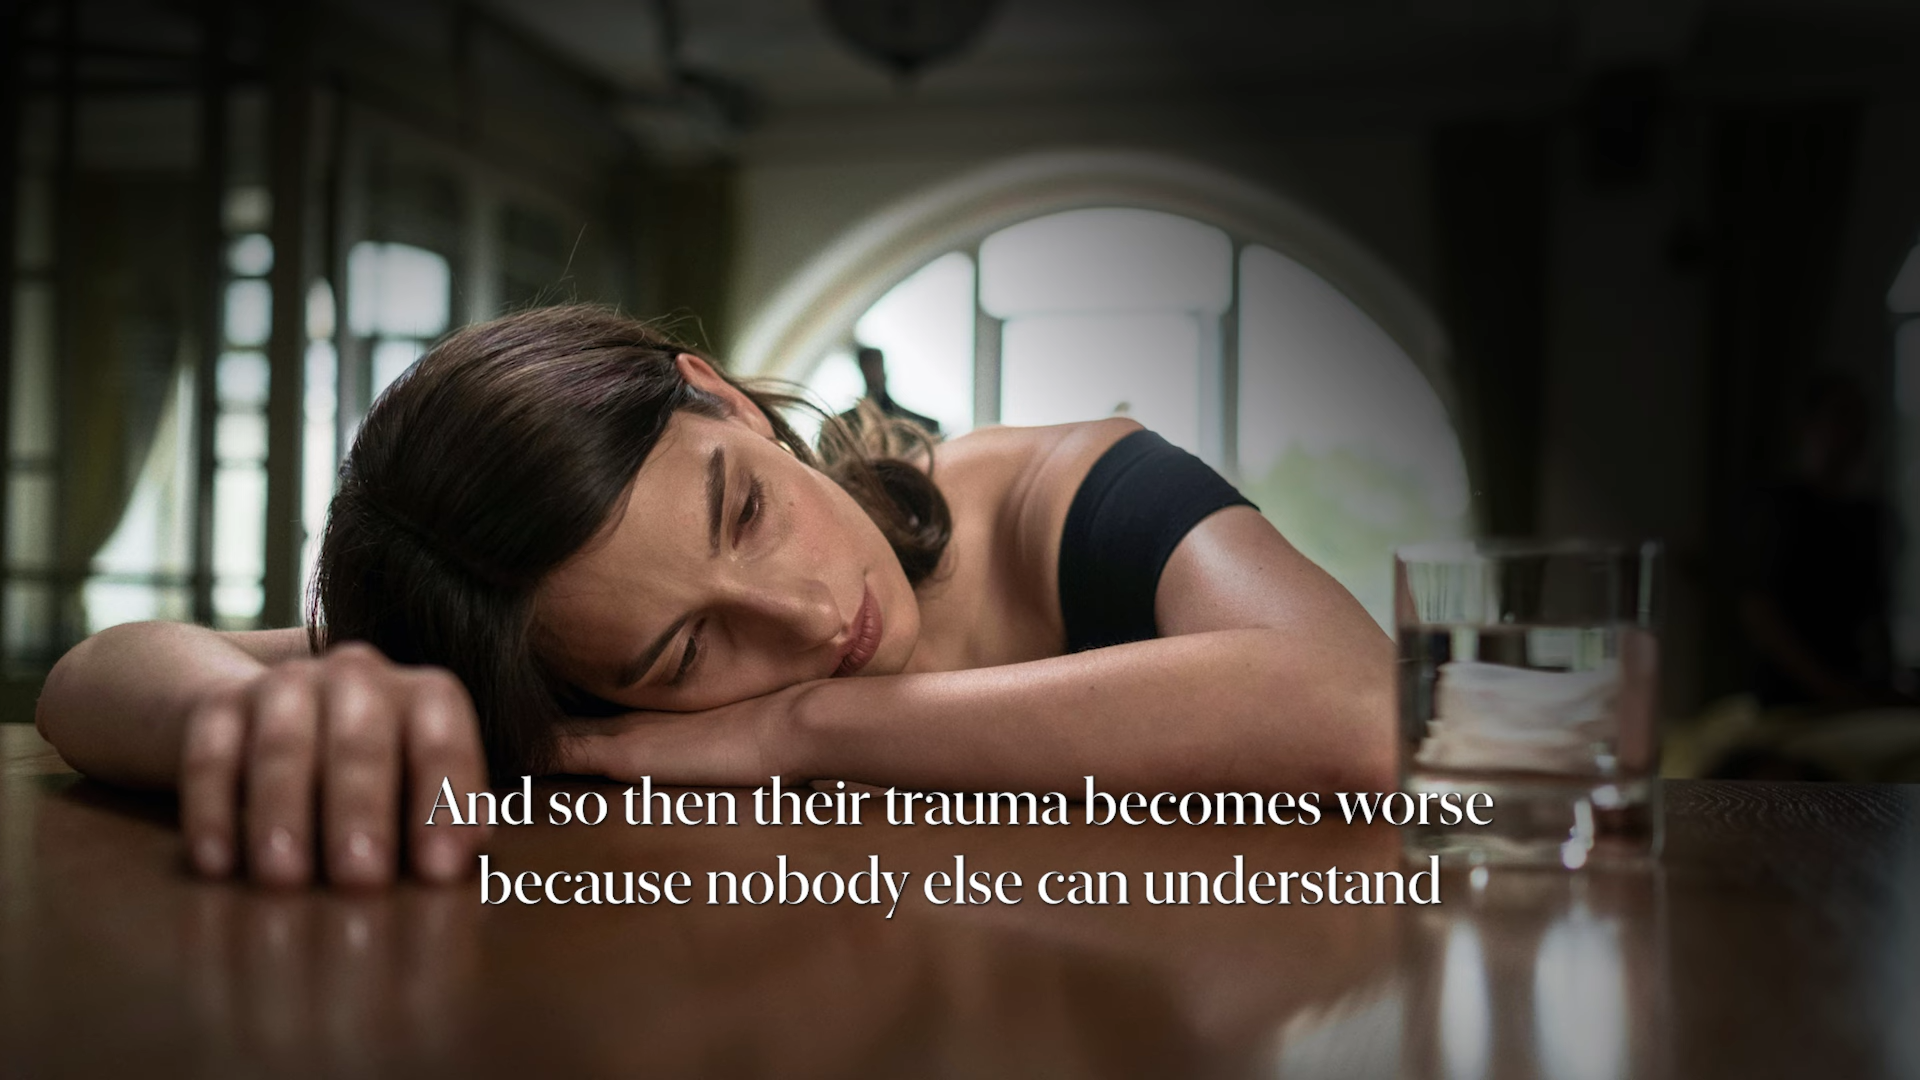 And so then their trauma becomes worse
because nobody else can understand